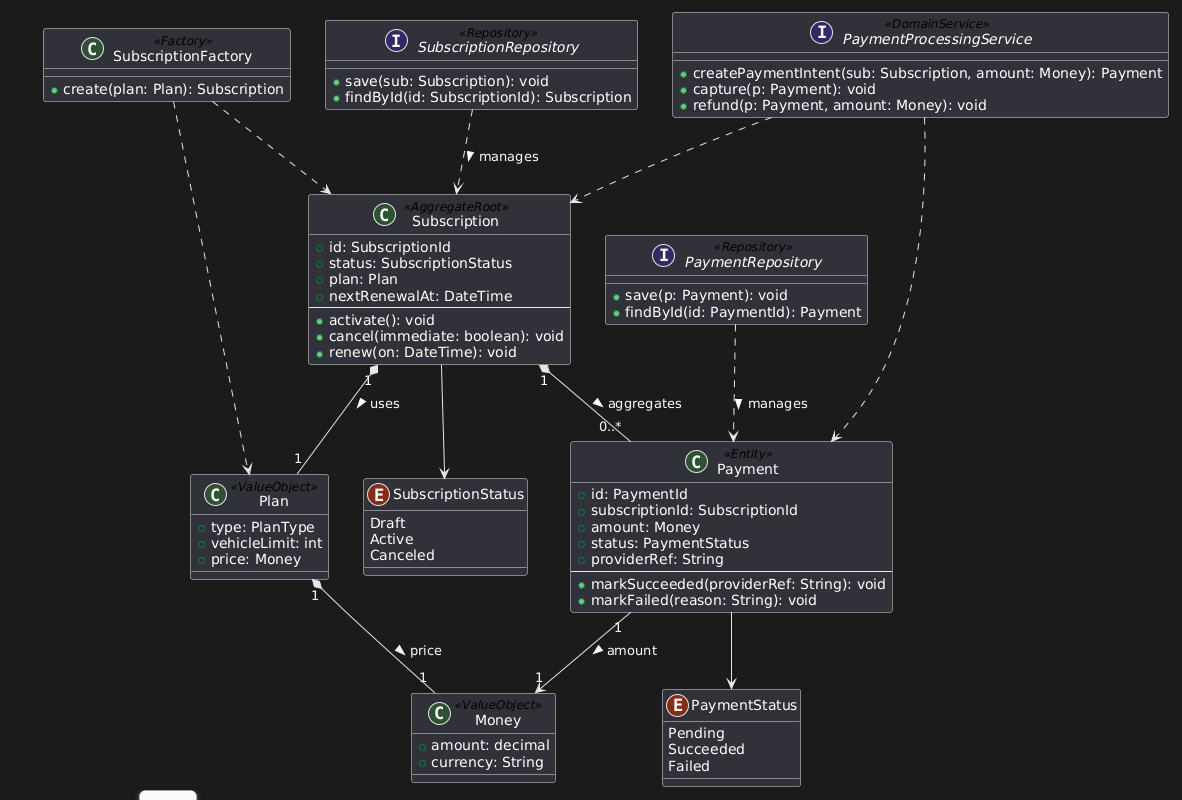 «Factory»
C SubscriptionFactory
create(plan: Plan): Subscription
«Repository»
I SubscriptionRepository
save(sub: Subscription): void
findById(id: SubscriptionId): Subscription
«DomainService»
I PaymentProcessingService
createPaymentIntent(sub: Subscription, amount: Money): Payment
capture(p: Payment): void
refund(p: Payment, amount: Money): void
manages
«AggregateRoot»
C Subscription
id: SubscriptionId
status: SubscriptionStatus
plan: Plan
nextRenewalAt: DateTime
activate(): void
cancel(immediate: boolean): void
renew(on: DateTime): void
«Repository»
I PaymentRepository
save(p: Payment): void
findById(id: PaymentId): Payment
1
1
uses
aggregates
manages
0..*
1
«ValueObject»
C Plan
type: PlanType
vehicleLimit: int
price: Money
E SubscriptionStatus
Draft
Active
Canceled
«Entity»
C Payment
id: PaymentId
subscriptionId: SubscriptionId
amount: Money
status: PaymentStatus
providerRef: String
markSucceeded(providerRef: String): void
markFailed(reason: String): void
1
1
price
amount
1
1
«ValueObject»
C Money
amount: decimal
currency: String
E PaymentStatus
Pending
Succeeded
Failed